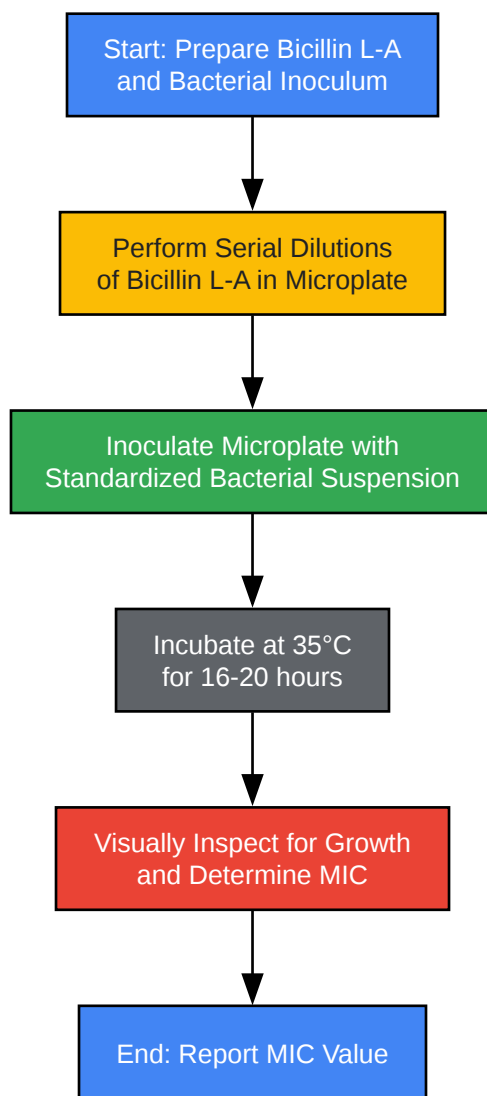 Start: Prepare Bicillin L-A
and Bacterial Inoculum
Perform Serial Dilutions
of Bicillin L-A in Microplate
Inoculate Microplate with
Standardized Bacterial Suspension
Incubate at 35°C
for 16-20 hours
Visually Inspect for Growth
and Determine MIC
End: Report MIC Value